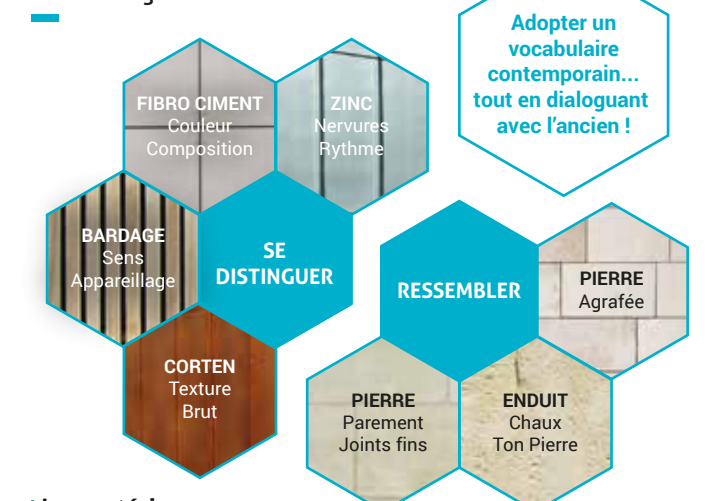 Adopter un
vocabulaire
contemporain...
tout en dialoguant
avec l'ancien !
FIBRO CIMENT
Couleur
Composition
ZINC
Nervures
Rythme
BARDAGE
Sens
Appareillage
SE
DISTINGUER
RESSEMBLER
PIERRE
Agrafée
CORTEN
Texture
Brut
PIERRE
Parement
Joints fins
ENDUIT
Chaux
Ton Pierre